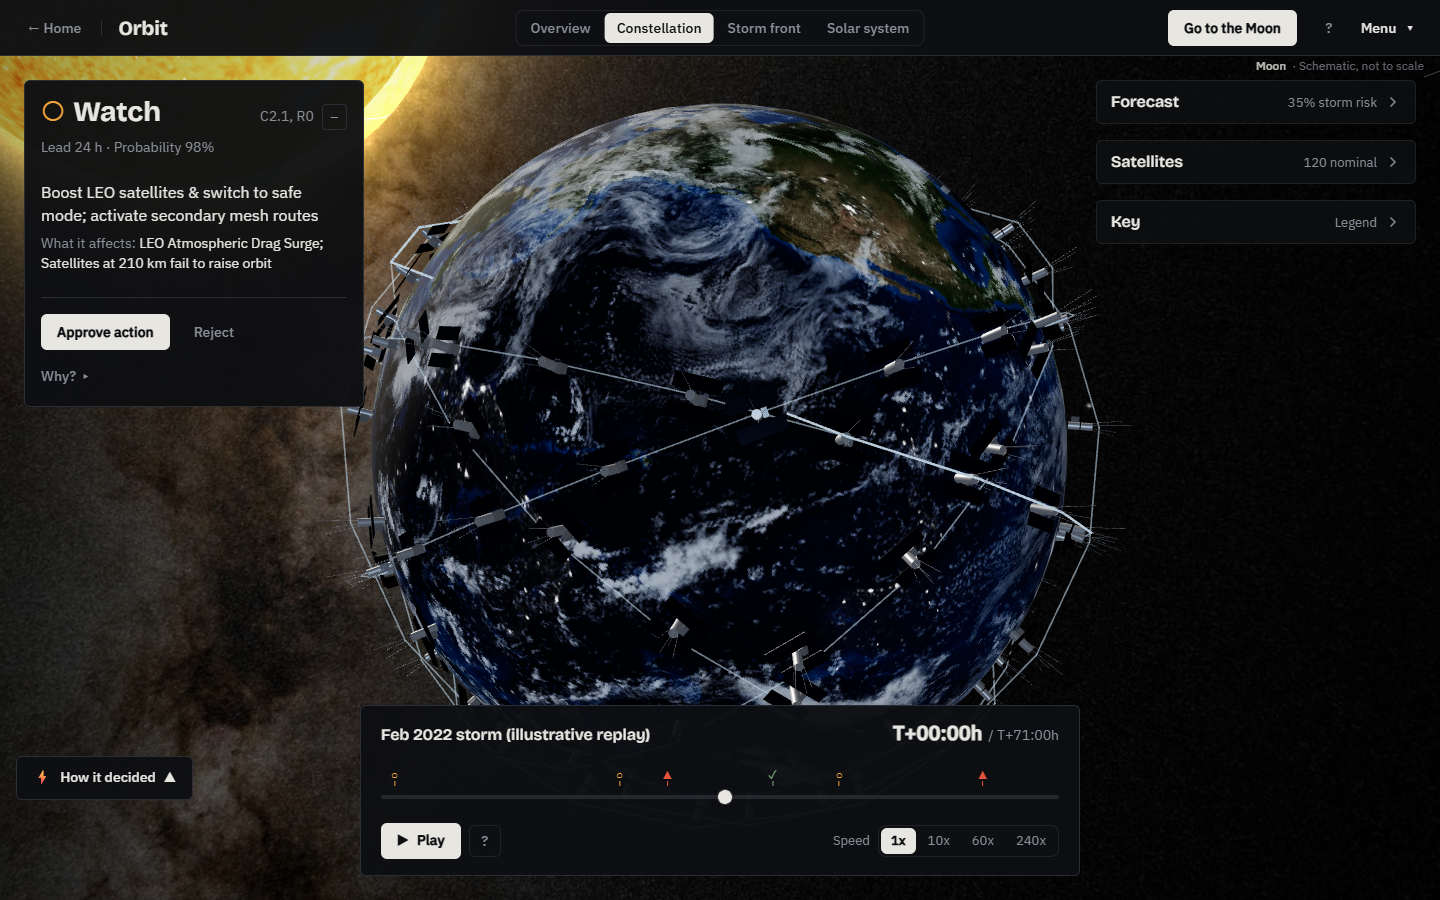 ← Home
Orbit
Overview
Constellation
Storm front
Solar system
Go to the Moon
?
Menu ▼
Moon · Schematic, not to scale
Watch
C2.1, R0
–
Lead 24 h · Probability 98%
Boost LEO satellites & switch to safe
mode; activate secondary mesh routes
What it affects: LEO Atmospheric Drag Surge;
Satellites at 210 km fail to raise orbit
Approve action
Reject
Why? ▸
Forecast
35% storm risk
Satellites
120 nominal
Key
Legend
How it decided ▲
Feb 2022 storm (illustrative replay)
T+00:00h / T+71:00h
▶ Play
?
Speed
1x
10x
60x
240x